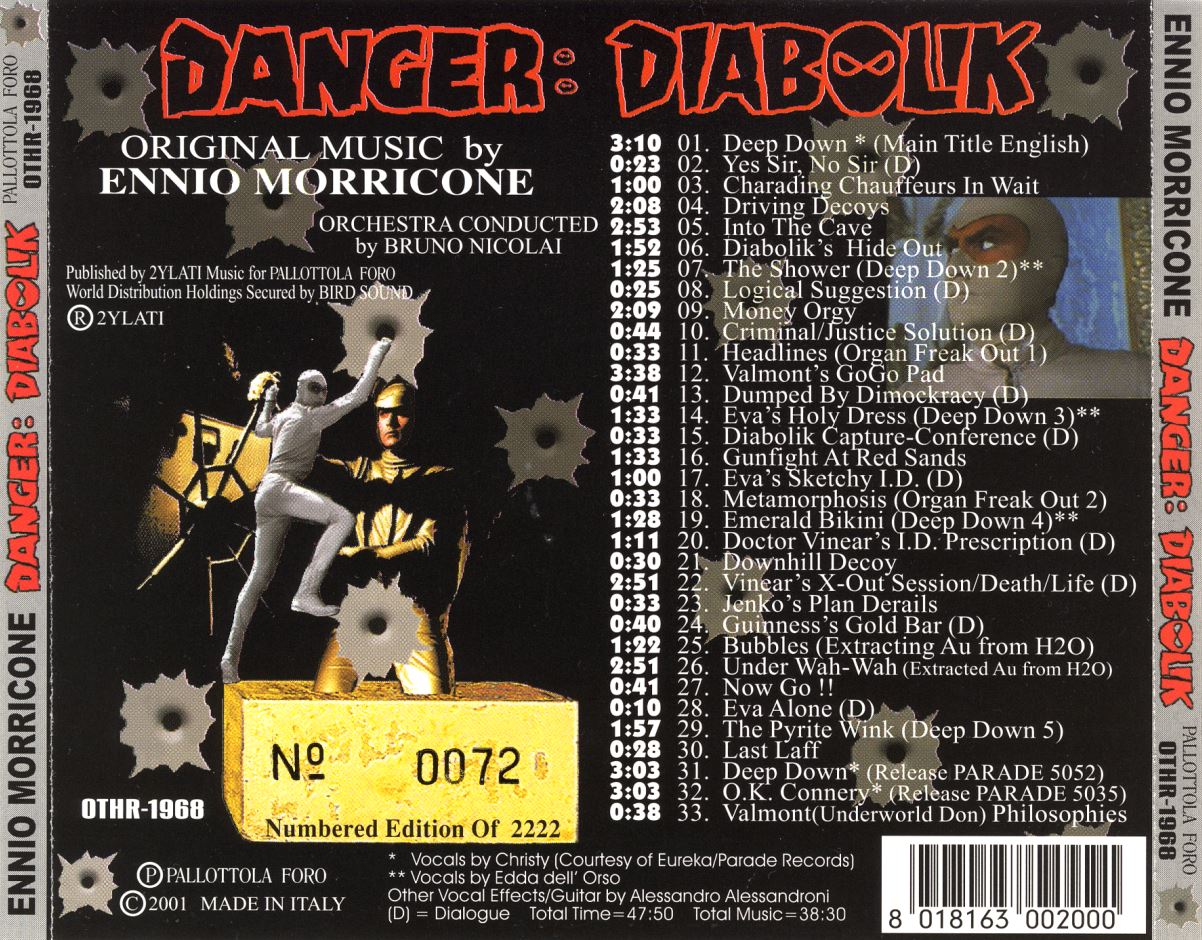 PALLOTTOLA FORO
OTHR-1968
DANGER: DIABOLIK
ENNIO MORRICONE
DANGER: DIABOLIK
ORIGINAL MUSIC by
ENNIO MORRICONE
ORCHESTRA CONDUCTED
by BRUNO NICOLAI
Published by 2YLATI Music for PALLOTTOLA FORO
World Distribution Holdings Secured by BIRD SOUND
® 2YLATI
3:10 01. Deep Down * (Main Title English)
0:23 02. Yes Sir, No Sir (D)
1:00 03. Charading Chauffeurs In Wait
2:08 04. Driving Decoys
2:53 05. Into The Cave
1:52 06. Diabolik's Hide Out
1:25 07. The Shower (Deep Down 2)**
0:25 08. Logical Suggestion (D)
2:09 09. Money Orgy
0:44 10. Criminal/Justice Solution (D)
0:33 11. Headlines (Organ Freak Out 1)
3:38 12. Valmont's GoGo Pad
0:41 13. Dumped By Dimockracy (D)
1:33 14. Eva's Holy Dress (Deep Down 3)**
0:33 15. Diabolik Capture-Conference (D)
1:33 16. Gunfight At Red Sands
1:00 17. Eva's Sketchy I.D. (D)
0:33 18. Metamorphosis (Organ Freak Out 2)
1:28 19. Emerald Bikini (Deep Down 4)**
1:11 20. Doctor Vinear's I.D. Prescription (D)
0:30 21. Downhill Decoy
2:51 22. Vinear's X-Out Session/Death/Life (D)
0:33 23. Jenko's Plan Derails
0:40 24. Guinness's Gold Bar (D)
1:22 25. Bubbles (Extracting Au from H2O)
2:51 26. Under Wah-Wah (Extracted Au from H2O)
0:41 27. Now Go !!
0:10 28. Eva Alone (D)
1:57 29. The Pyrite Wink (Deep Down 5)
0:28 30. Last Laff
3:03 31. Deep Down* (Release PARADE 5052)
3:03 32. O.K. Connery* (Release PARADE 5035)
0:38 33. Valmont(Underworld Don) Philosophies
Nº 0072
Numbered Edition Of 2222
OTHR-1968
Ⓟ PALLOTTOLA FORO
© 2001 MADE IN ITALY
* Vocals by Christy (Courtesy of Eureka/Parade Records)
** Vocals by Edda dell' Orso
Other Vocal Effects/Guitar by Alessandro Alessandroni
(D) = Dialogue Total Time=47:50 Total Music=38:30
8 018163 002000
ENNIO MORRICONE
DANGER: DIABOLIK
PALLOTTOLA FORO
OTHR-1968